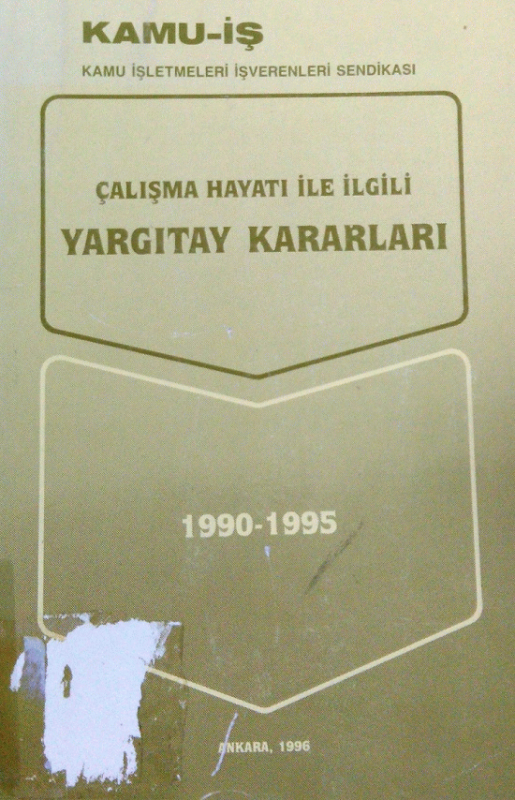 KAMU-İŞ
KAMU İŞLETMELERİ İŞVERENLERİ SENDİKASI
ÇALIŞMA HAYATI İLE İLGİLİ
YARGITAY KARARLARI
1990-1995
ANKARA, 1996